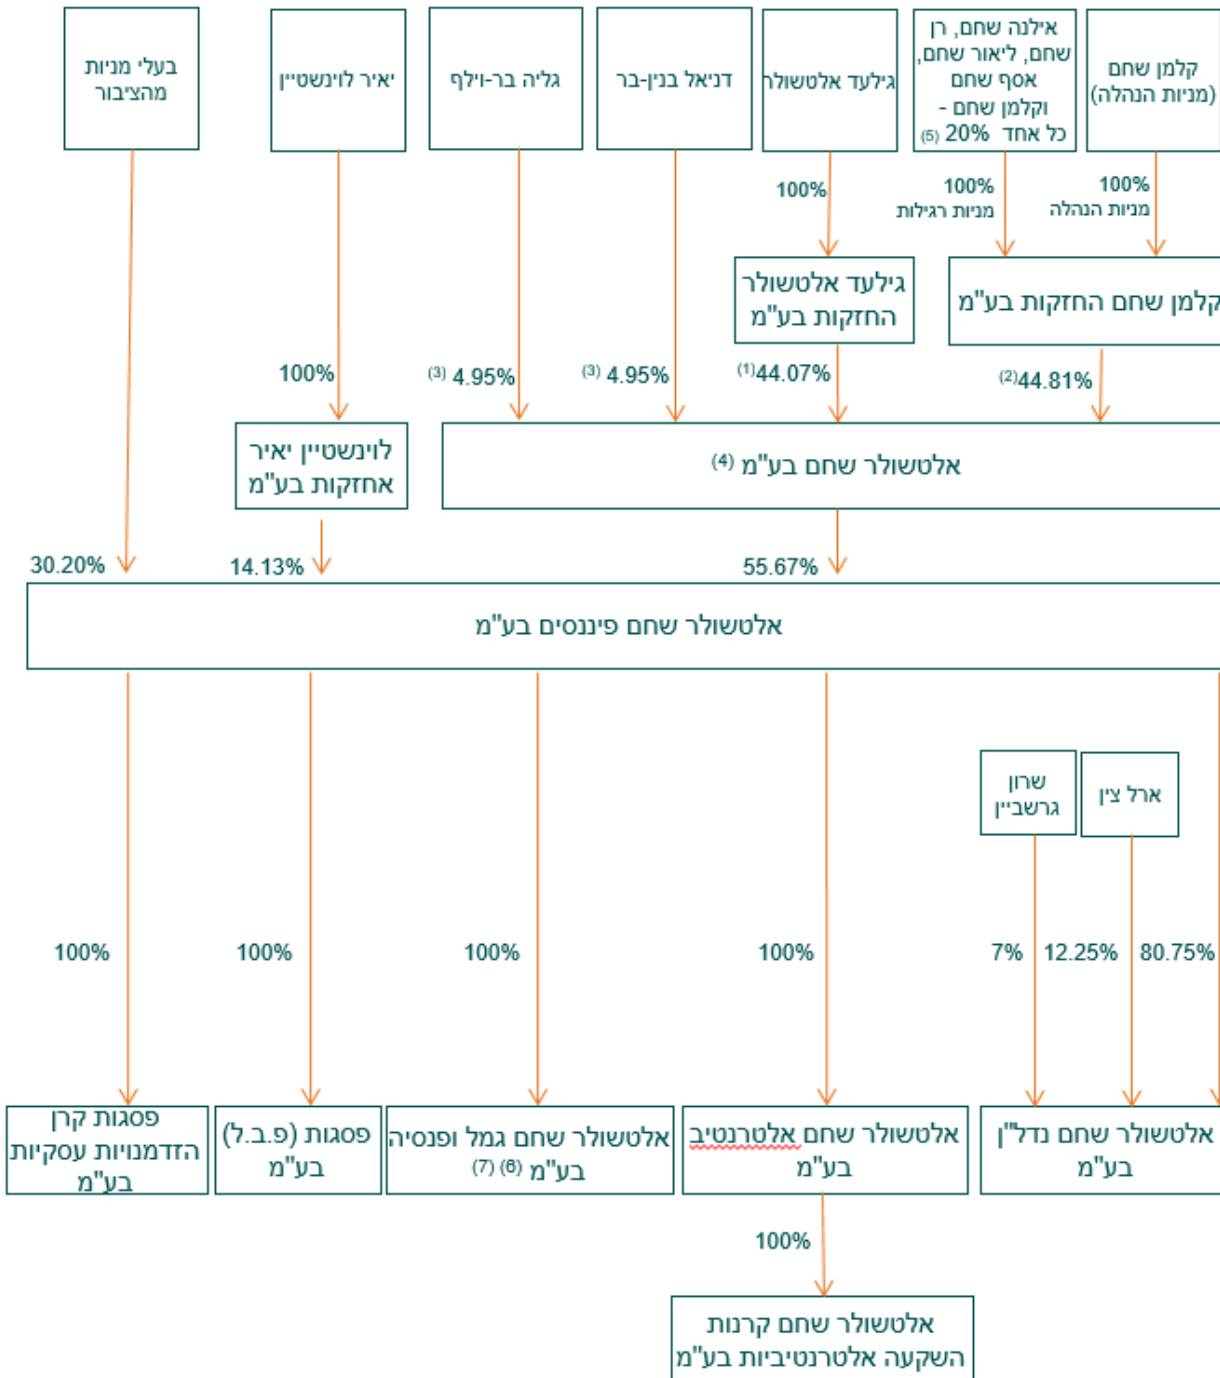 קלמן שחם
(מניות הנהלה)
אילנה שחם, רן
שחם, ליאור שחם,
אסף שחם
וקלמן שחם -
כל אחד 20% (5)
גילעד אלטשולר
דניאל בנין-בר
גליה בר-וילף
יאיר לוינשטיין
בעלי מניות
מהציבור
100%
מניות הנהלה
100%
מניות רגילות
100%
קלמן שחם החזקות בע"מ
גילעד אלטשולר
החזקות בע"מ
(2)44.81%
(1)44.07%
(3) 4.95%
(3) 4.95%
100%
אלטשולר שחם בע"מ (4)
לוינשטיין יאיר
אחזקות בע"מ
55.67%
14.13%
30.20%
אלטשולר שחם פיננסים בע"מ
ארל צין
שרון
גרשביין
80.75%
12.25%
7%
100%
100%
100%
100%
אלטשולר שחם נדל"ן
בע"מ
אלטשולר שחם אלטרנטיב
בע"מ
אלטשולר שחם גמל ופנסיה
בע"מ (6) (7)
פסגות (פ.ב.ל)
בע"מ
פסגות קרן
הזדמנויות עסקיות
בע"מ
100%
אלטשולר שחם קרנות
השקעה אלטרנטיביות בע"מ